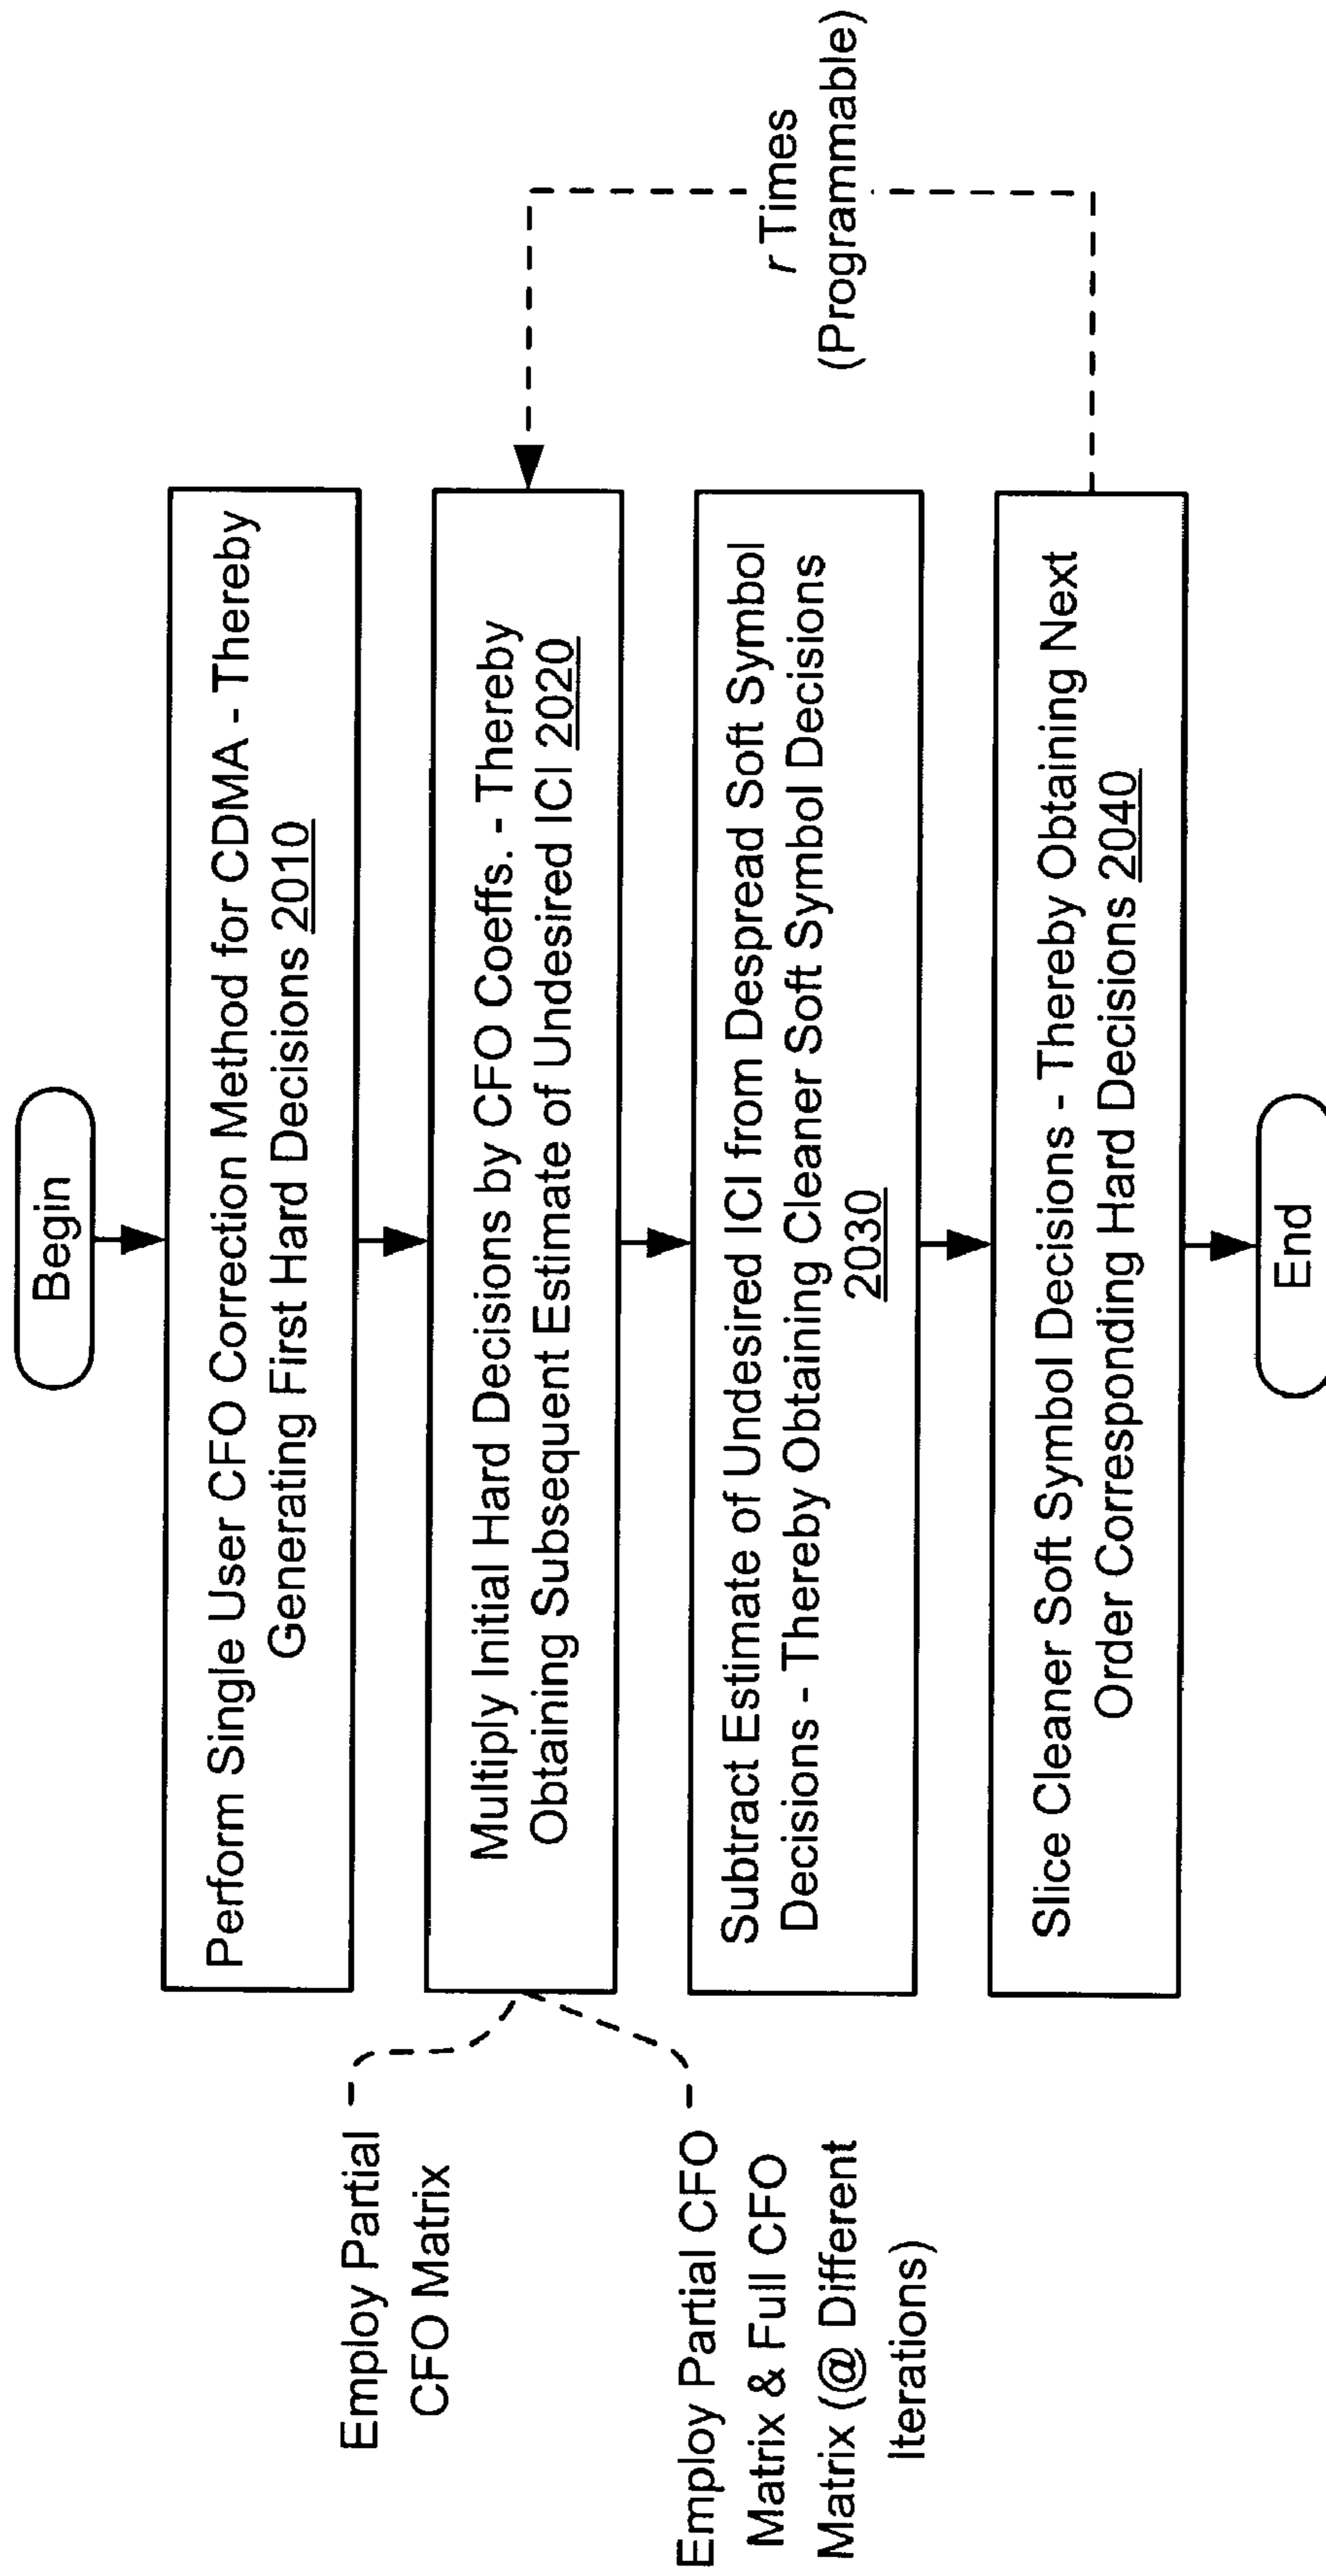 Begin
Perform Single User CFO Correction Method for CDMA - Thereby
Generating First Hard Decisions 2010
Employ Partial
CFO Matrix
Multiply Initial Hard Decisions by CFO Coeffs. - Thereby
Obtaining Subsequent Estimate of Undesired ICI 2020
Employ Partial CFO
Matrix & Full CFO
Matrix (@ Different
Iterations)
Subtract Estimate of Undesired ICI from Despread Soft Symbol
Decisions - Thereby Obtaining Cleaner Soft Symbol Decisions
2030
r Times
(Programmable)
Slice Cleaner Soft Symbol Decisions - Thereby Obtaining Next
Order Corresponding Hard Decisions 2040
End